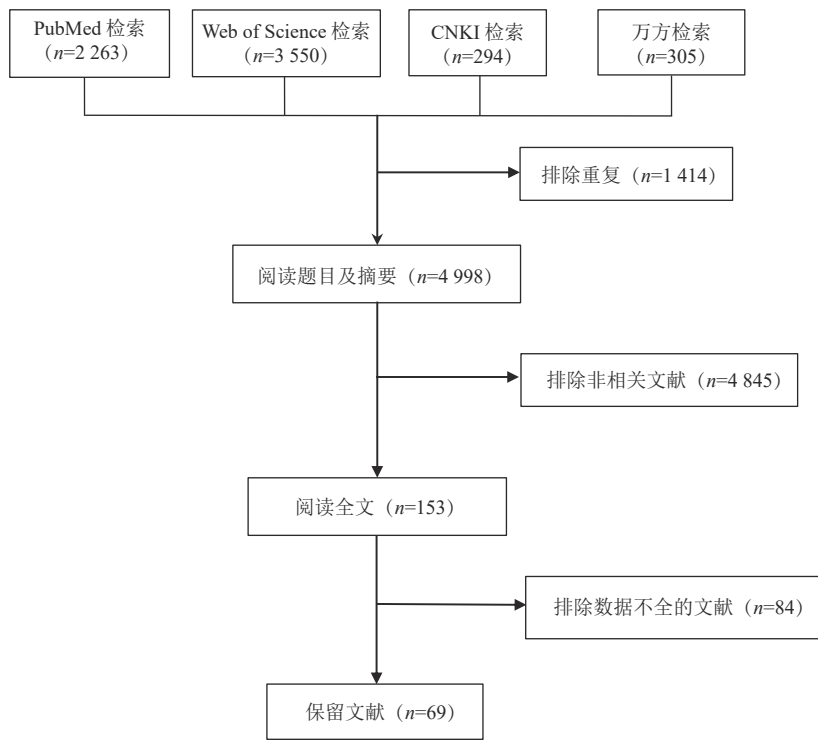 PubMed 检索
(n=2 263)
Web of Science 检索
(n=3 550)
CNKI 检索
(n=294)
万方检索
(n=305)
排除重复（n=1 414）
阅读题目及摘要（n=4 998）
排除非相关文献（n=4 845）
阅读全文（n=153）
排除数据不全的文献（n=84）
保留文献（n=69）